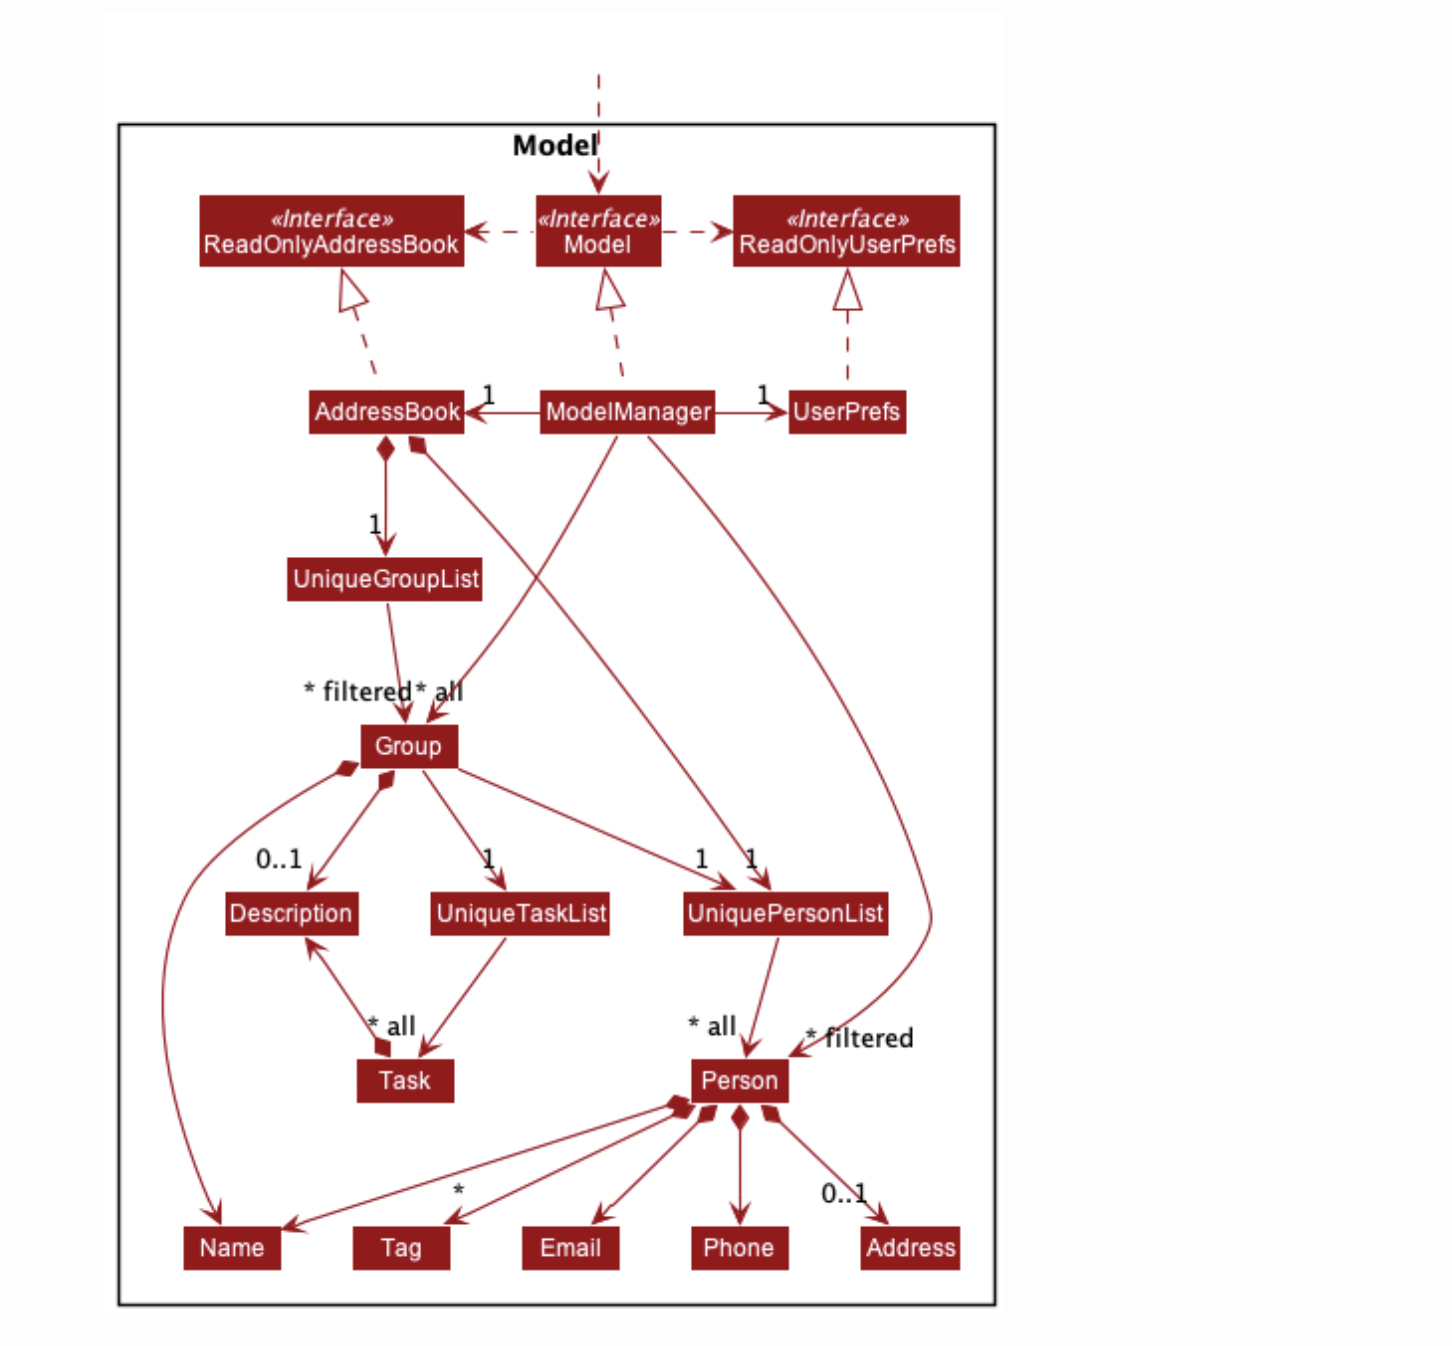 Model
«Interface»
ReadOnlyAddressBook
«Interface»
Model
«Interface»
ReadOnlyUserPrefs
AddressBook
1
ModelManager
1
UserPrefs
1
UniqueGroupList
* filtered
* all
Group
0..1
1
1
1
Description
UniqueTaskList
UniquePersonList
* all
* all
* filtered
Task
Person
*
0..1
Name
Tag
Email
Phone
Address